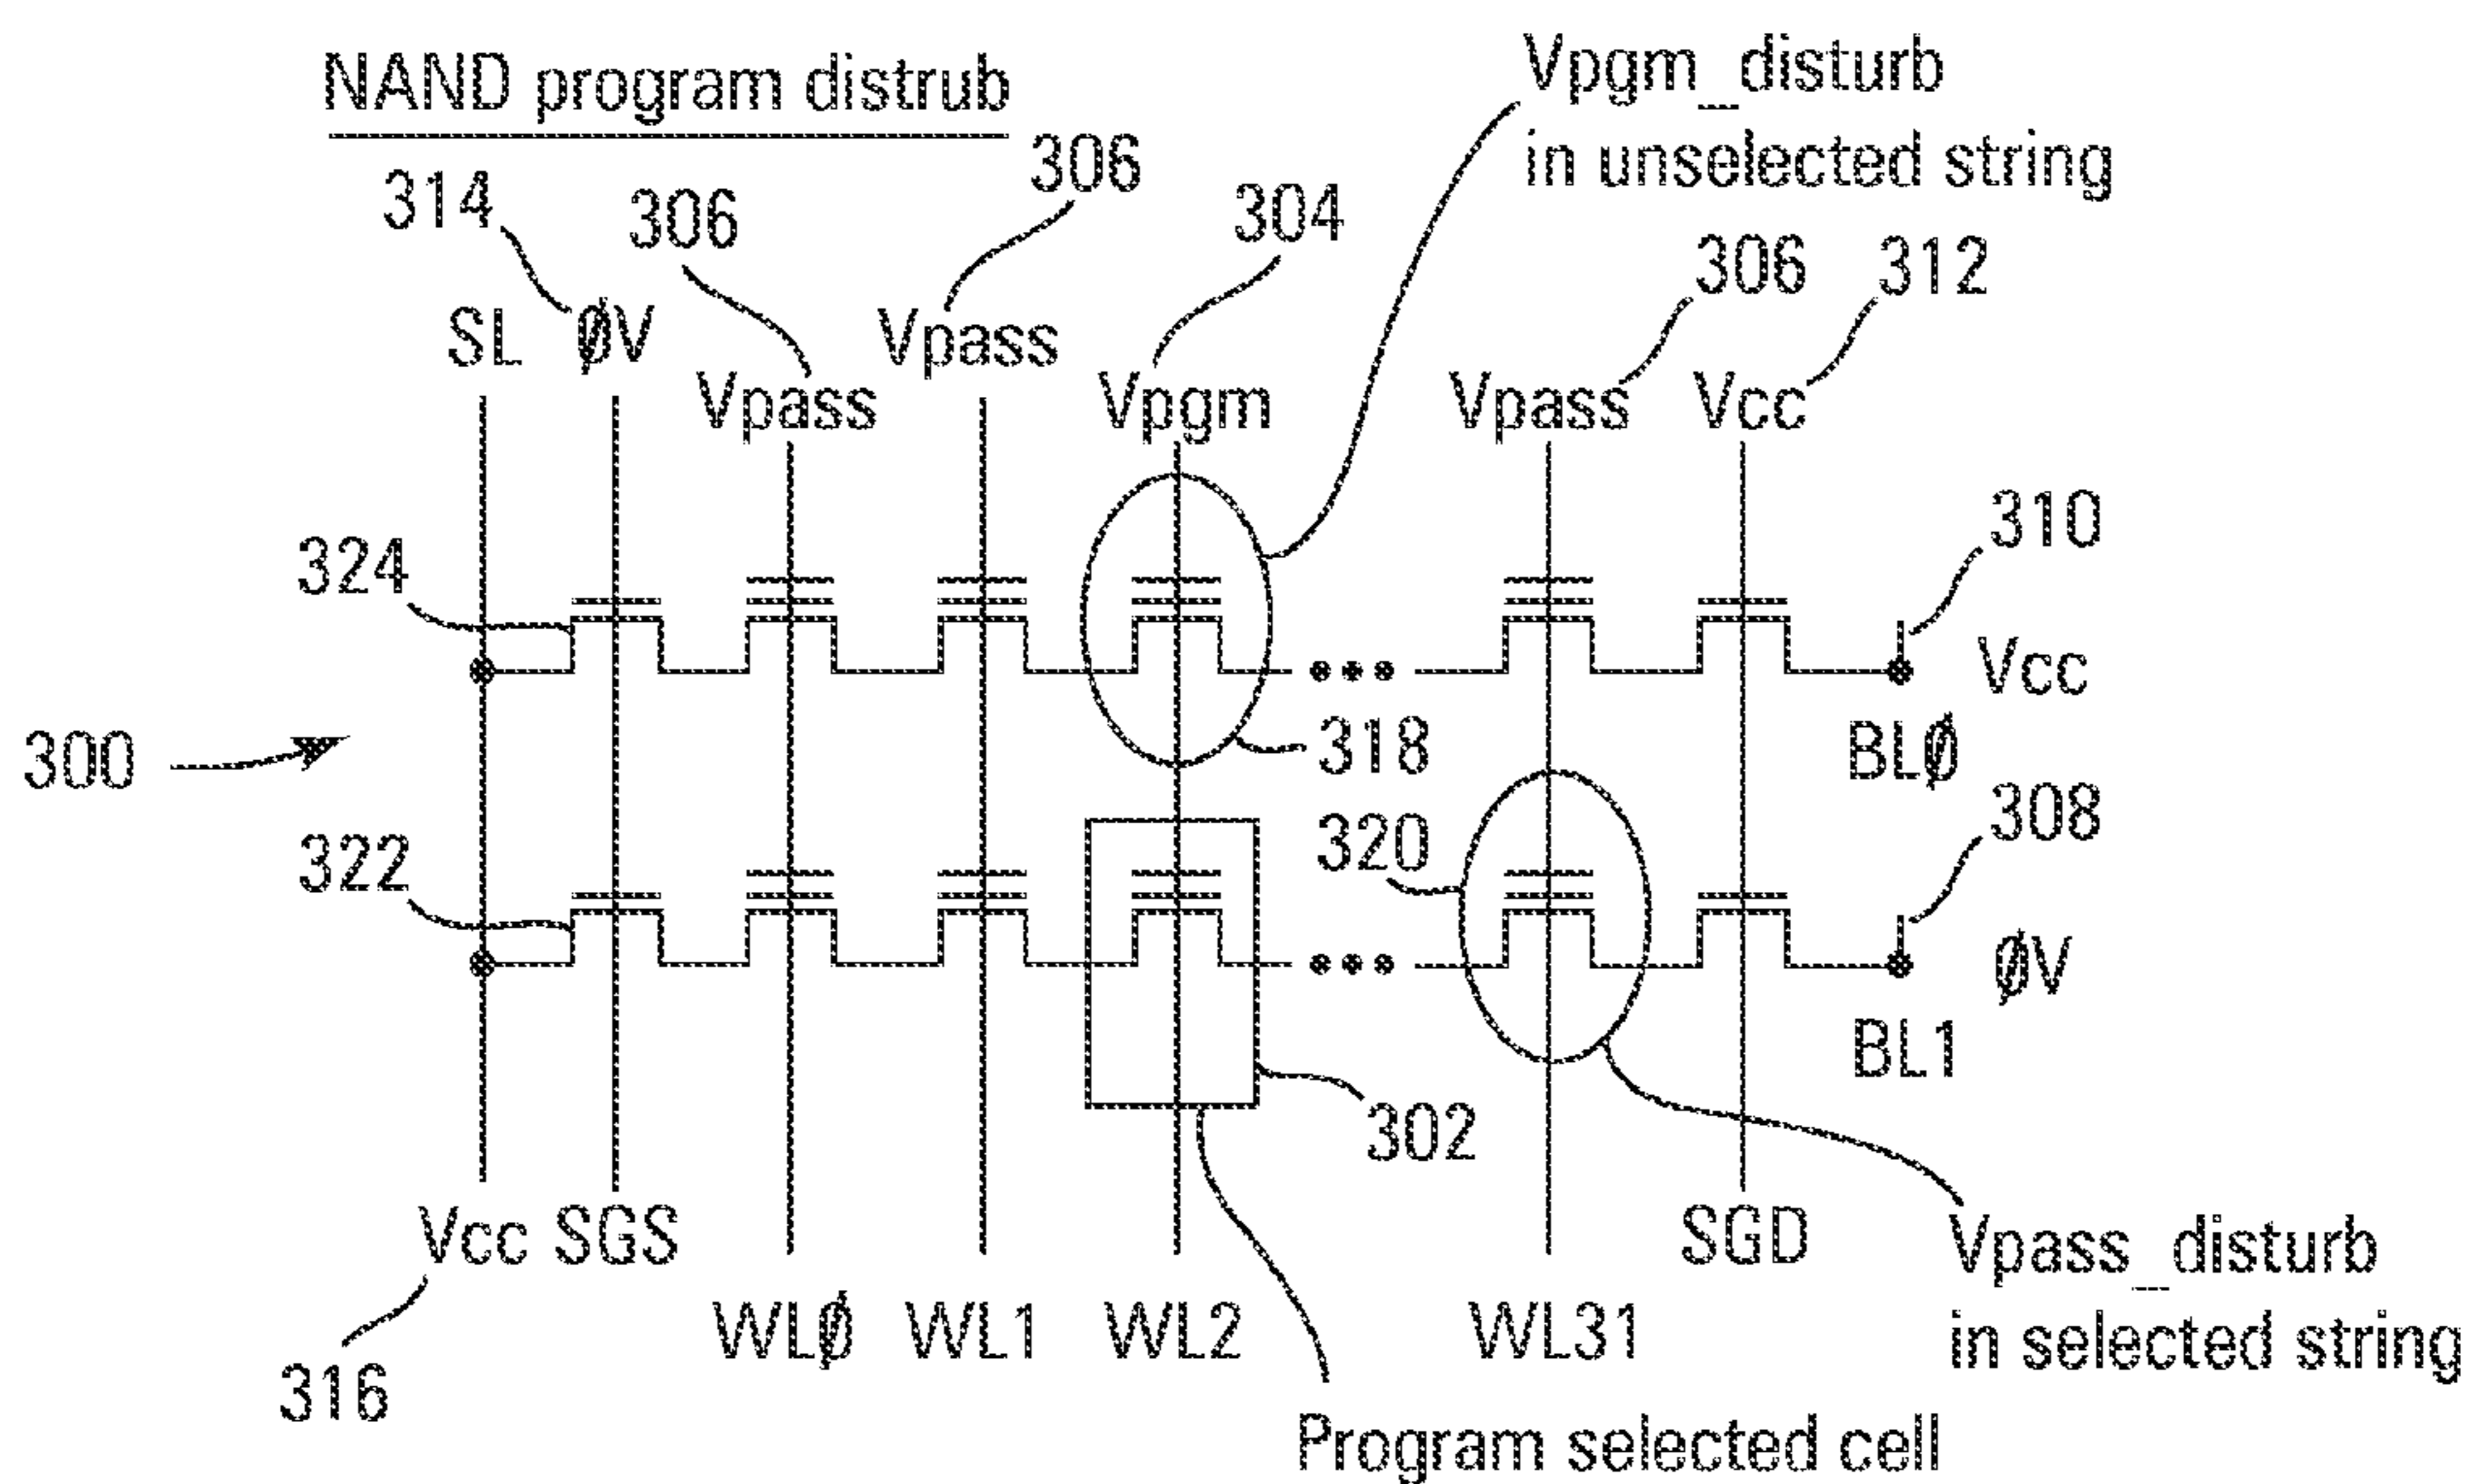 NAND program distrub
Vpgm_disturb
in unselected string
314
306
306
304
306
312
SL ØV
Vpass
Vpass
Vpgm
Vpass
Vcc
324
310
Vcc
BLØ
300
318
322
320
308
ØV
BL1
302
Vcc SGS
SGD
Vpass_disturb
in selected string
WLØ WL1 WL2 WL31
316
Program selected cell